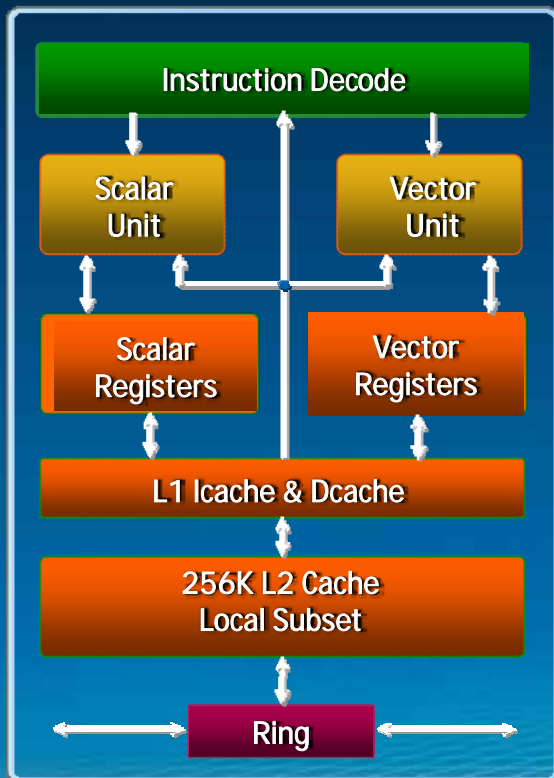 Instruction Decode
Scalar
Unit
Vector
Unit
Scalar
Registers
Vector
Registers
L1 Icache & Dcache
256K L2 Cache
Local Subset
Ring